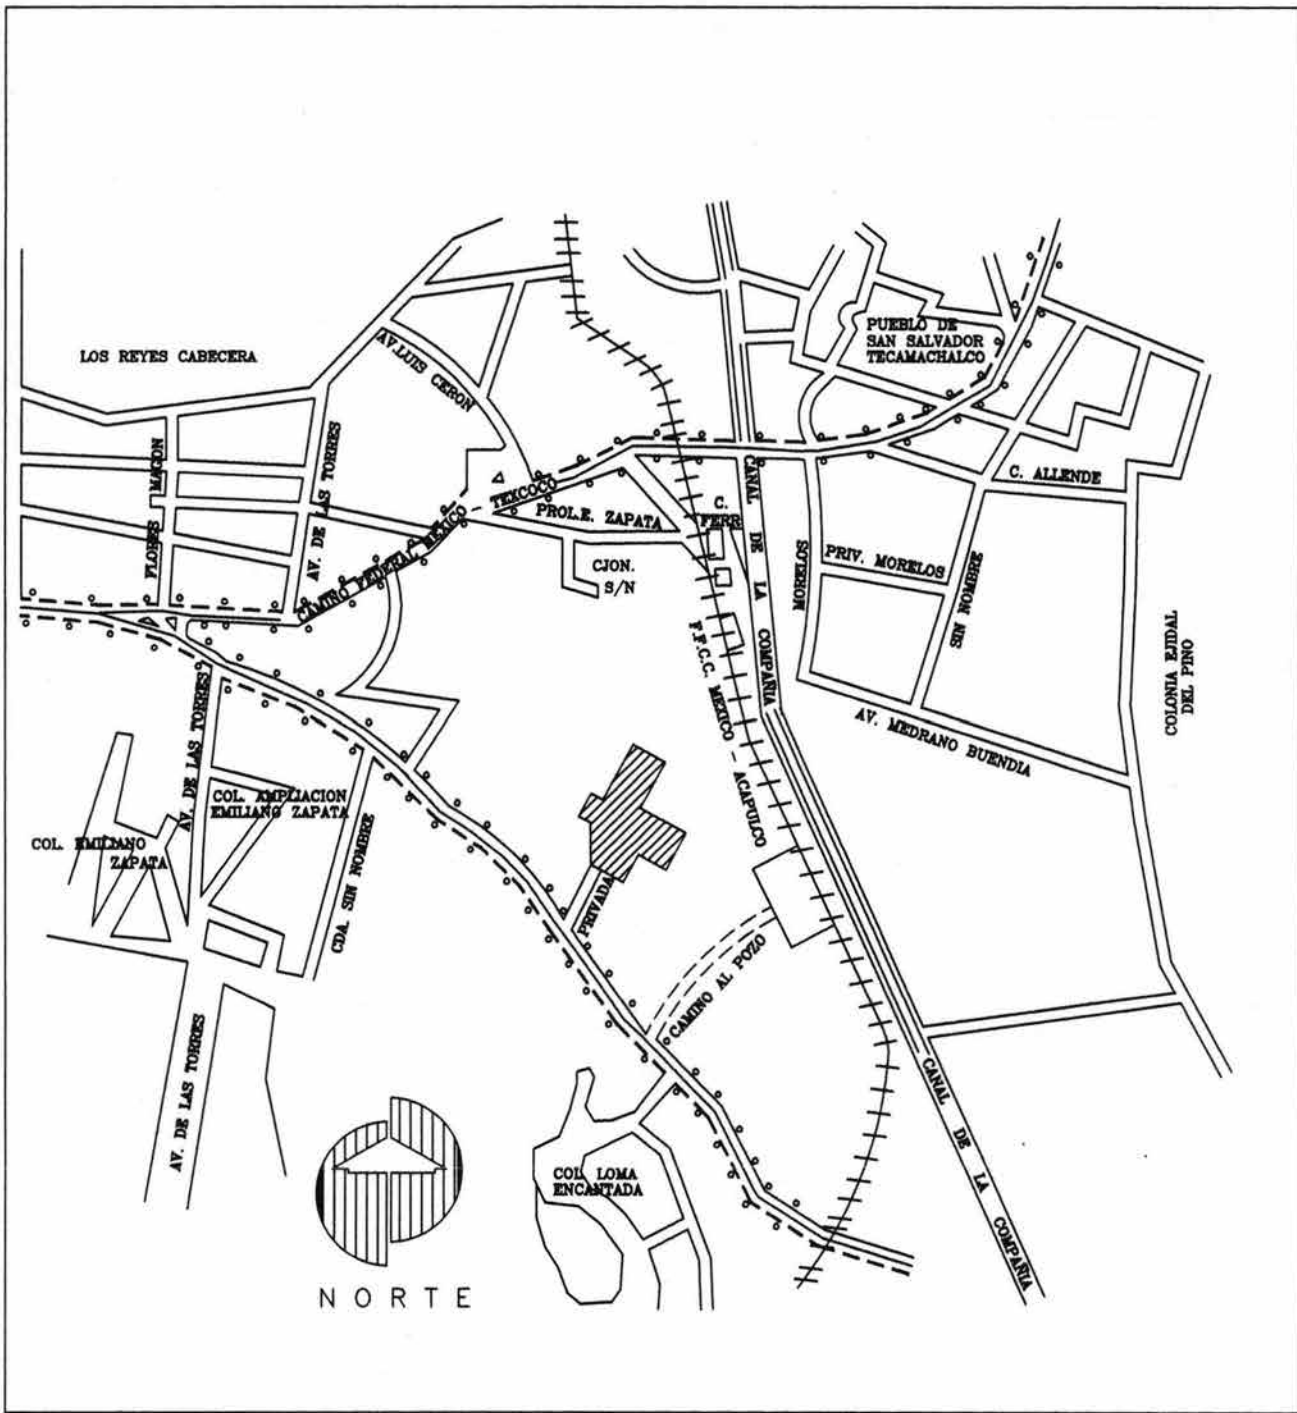 LOS REYES CABECERA
AV.LUIS CERON
PUEBLO DE
SAN SALVADOR
TECAMACHALCO
FLORES MAGON
AV. DE LAS TORRES
CAMINO FEDERAL MEXICO - TEXCOCO
PROL.E. ZAPATA
C.
FERR
CJON.
S/N
CANAL DE LA COMPAÑIA
C. ALLENDE
MORELOS
PRIV. MORELOS
SIN NOMBRE
COLONIA EJIDAL
DEL PINO
F.F.C.C. MEXICO - ACAPULCO
AV. MEDRANO BUENDIA
AV. DE LAS TORRES
COL. AMPLIACION
EMILIANO ZAPATA
COL. EMILIANO
ZAPATA
CDA. SIN NOMBRE
PRIVADA
CAMINO AL POZO
AV. DE LAS TORRES
CANAL DE LA COMPAÑIA
COL. LOMA
ENCANTADA
NORTE